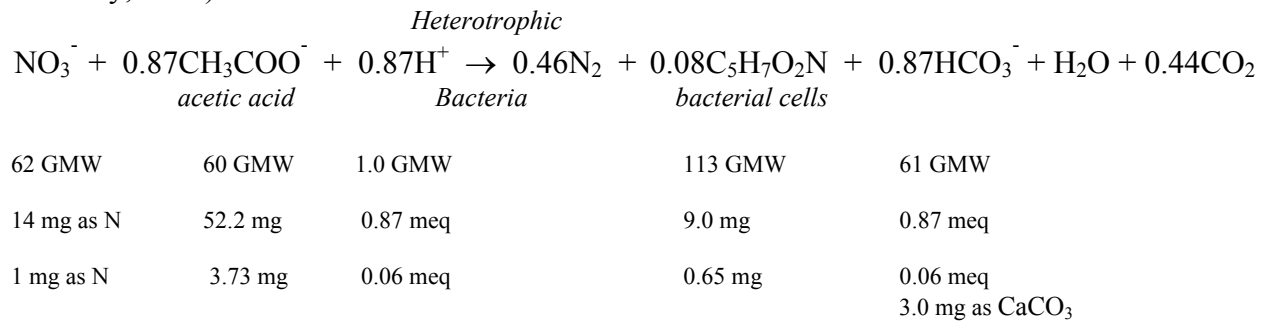 Heterotrophic
NO₃⁻ + 0.87CH₃COO⁻ + 0.87H⁺ → 0.46N₂ + 0.08C₅H₇O₂N + 0.87HCO₃⁻ + H₂O + 0.44CO₂
acetic acid Bacteria bacterial cells
62 GMW 60 GMW 1.0 GMW 113 GMW 61 GMW
14 mg as N 52.2 mg 0.87 meq 9.0 mg 0.87 meq
1 mg as N 3.73 mg 0.06 meq 0.65 mg 0.06 meq
3.0 mg as CaCO₃